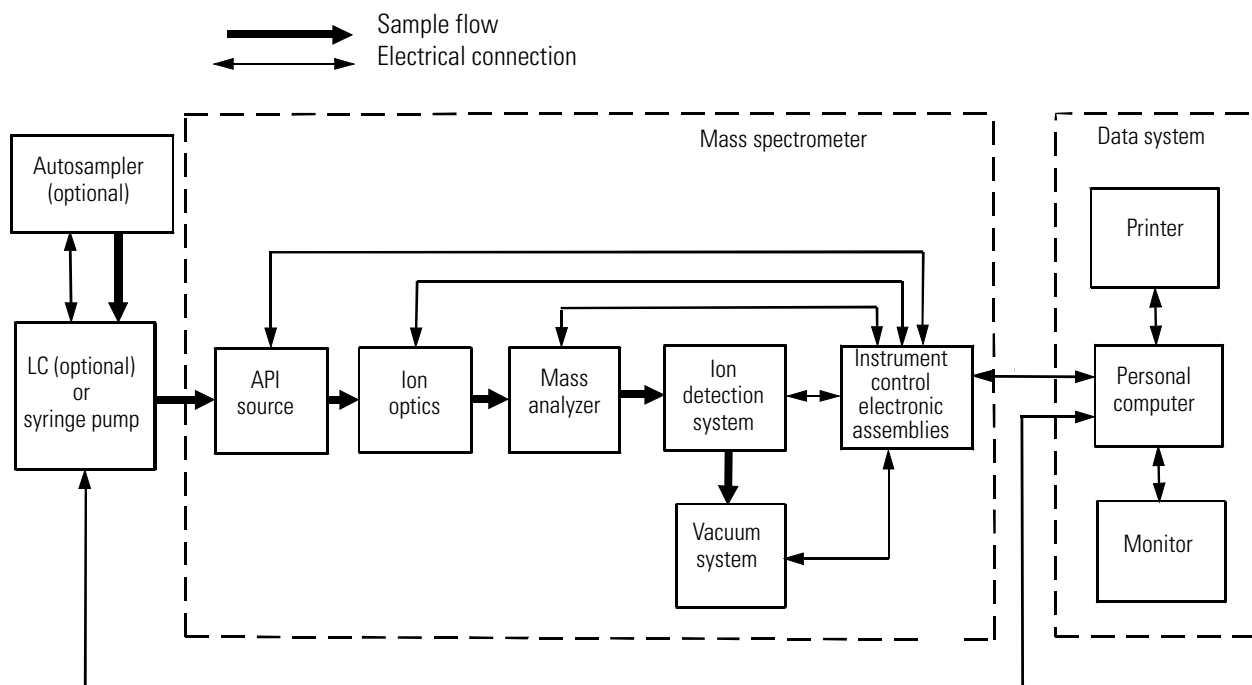 Sample flow
Electrical connection
Mass spectrometer
Data system
Autosampler
(optional)
Printer
LC (optional)
or
syringe pump
API
source
Ion
optics
Mass
analyzer
Ion
detection
system
Instrument
control
electronic
assemblies
Personal
computer
Vacuum
system
Monitor